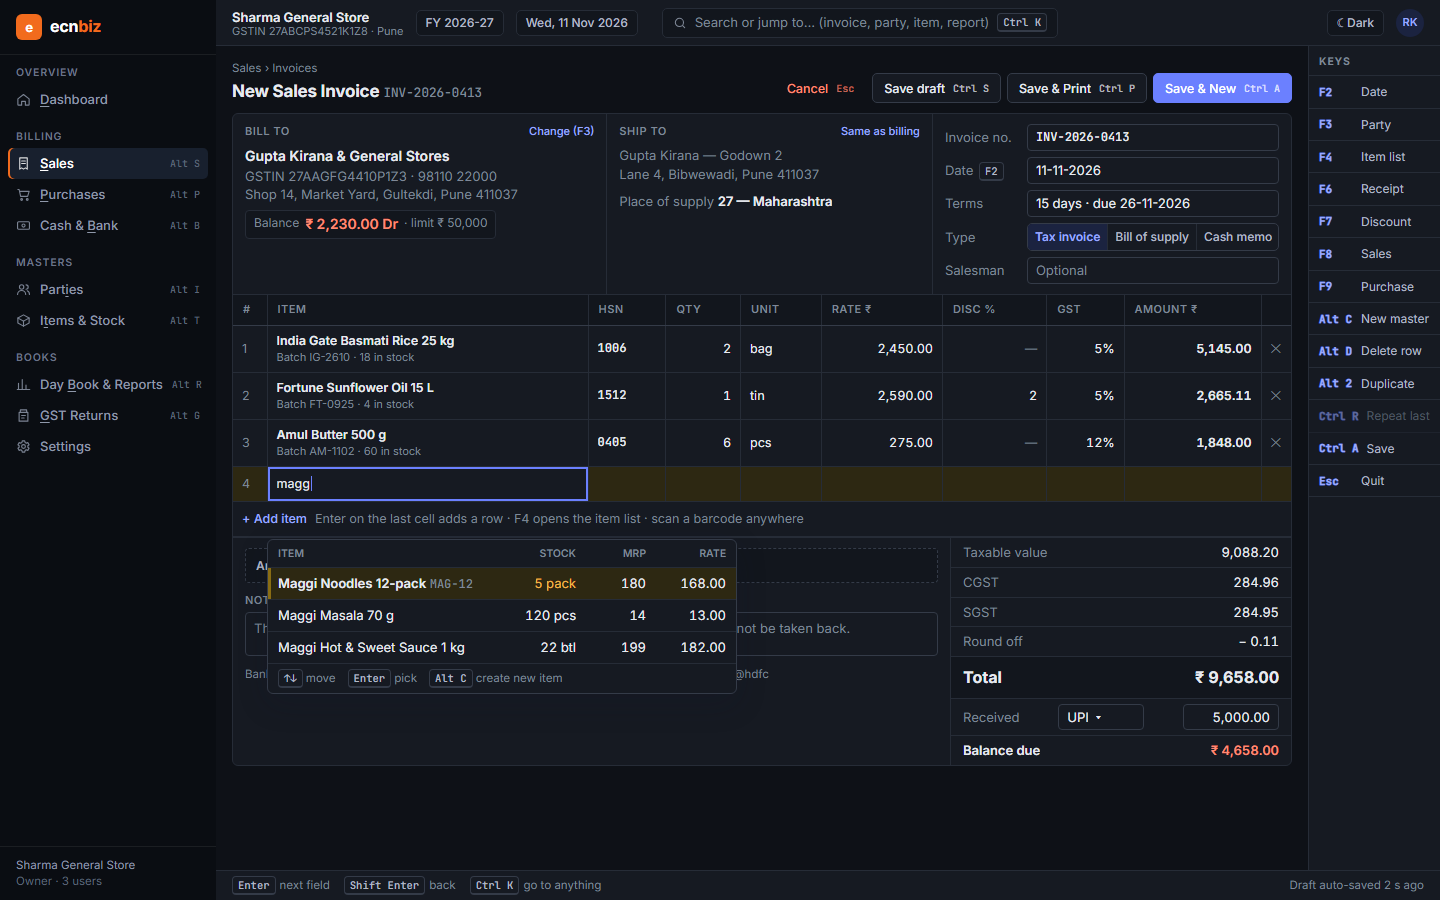 e ecnbiz
Sharma General Store
GSTIN 27ABCPS4521K1Z8 · Pune
FY 2026-27
Wed, 11 Nov 2026
Search or jump to... (invoice, party, item, report) Ctrl K
Dark
RK
OVERVIEW
Dashboard
BILLING
Sales Alt S
Purchases Alt P
Cash & Bank Alt B
MASTERS
Parties Alt I
Items & Stock Alt T
BOOKS
Day Book & Reports Alt R
GST Returns Alt G
Settings
Sharma General Store
Owner · 3 users
Sales › Invoices
New Sales Invoice INV-2026-0413
Cancel Esc
Save draft Ctrl S
Save & Print Ctrl P
Save & New Ctrl A
BILL TO Change (F3)
Gupta Kirana & General Stores
GSTIN 27AAGFG4410P1Z3 · 98110 22000
Shop 14, Market Yard, Gultekdi, Pune 411037
Balance ₹ 2,230.00 Dr · limit ₹ 50,000
SHIP TO Same as billing
Gupta Kirana — Godown 2
Lane 4, Bibwewadi, Pune 411037
Place of supply 27 — Maharashtra
Invoice no. INV-2026-0413
Date F2 11-11-2026
Terms 15 days · due 26-11-2026
Type Tax invoice Bill of supply Cash memo
Salesman Optional
# ITEM HSN QTY UNIT RATE ₹ DISC % GST AMOUNT ₹
1 India Gate Basmati Rice 25 kg 1006 2 bag 2,450.00 — 5% 5,145.00
Batch IG-2610 · 18 in stock
2 Fortune Sunflower Oil 15 L 1512 1 tin 2,590.00 2 5% 2,665.11
Batch FT-0925 · 4 in stock
3 Amul Butter 500 g 0405 6 pcs 275.00 — 12% 1,848.00
Batch AM-1102 · 60 in stock
4 magg
+ Add item Enter on the last cell adds a row · F4 opens the item list · scan a barcode anywhere
ITEM STOCK MRP RATE
Maggi Noodles 12-pack MAG-12 5 pack 180 168.00
Maggi Masala 70 g 120 pcs 14 13.00
Maggi Hot & Sweet Sauce 1 kg 22 btl 199 182.00
↑↓ move Enter pick Alt C create new item
NOT
Th
not be taken back.
Ban
@hdfc
Taxable value 9,088.20
CGST 284.96
SGST 284.95
Round off − 0.11
Total ₹ 9,658.00
Received UPI 5,000.00
Balance due ₹ 4,658.00
KEYS
F2 Date
F3 Party
F4 Item list
F6 Receipt
F7 Discount
F8 Sales
F9 Purchase
Alt C New master
Alt D Delete row
Alt 2 Duplicate
Ctrl R Repeat last
Ctrl A Save
Esc Quit
Enter next field Shift Enter back Ctrl K go to anything
Draft auto-saved 2 s ago